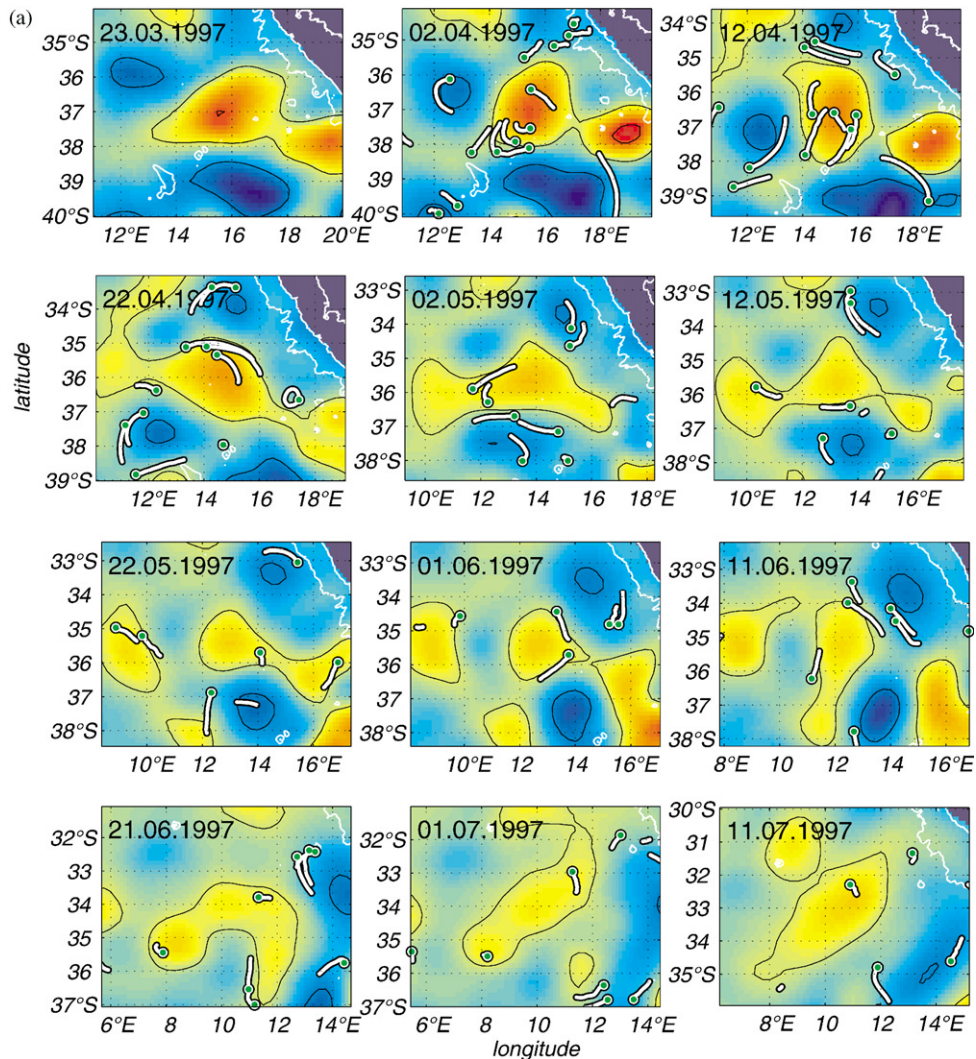 (a)
23.03.1997 02.04.1997 12.04.1997
35°S 35°S 35°S
36 36 36
37 37 37
38 38 38
39 39 39°S
40°S 40°S
12°E 14 16 18 20°E 12°E 14 16 18°E 12°E 14 16 18°E
22.04.1997 02.05.1997 12.05.1997
34°S 33°S 33°S
35 34 34
36 35 35
37 36 36
38 37 37
39°S 38°S 38°S
12°E 14 16 18°E 10°E 12 14 16 18°E 10°E 12 14 16°E
latitude
22.05.1997 01.06.1997 11.06.1997
33°S 33°S 33°S
34 34 34
35 35 35
36 36 36
37 37 37
38°S 38°S 38°S
10°E 12 14 16°E 10°E 12 14 16°E 8°E 10 12 14 16°E
21.06.1997 01.07.1997 11.07.1997
32°S 32°S 30°S
33 33 31
34 34 32
35 35 33
36 36 34
37°S 37°S 35°S
6°E 8 10 12 14°E 6°E 8 10 12 14°E 8°E 10 12 14°E
longitude